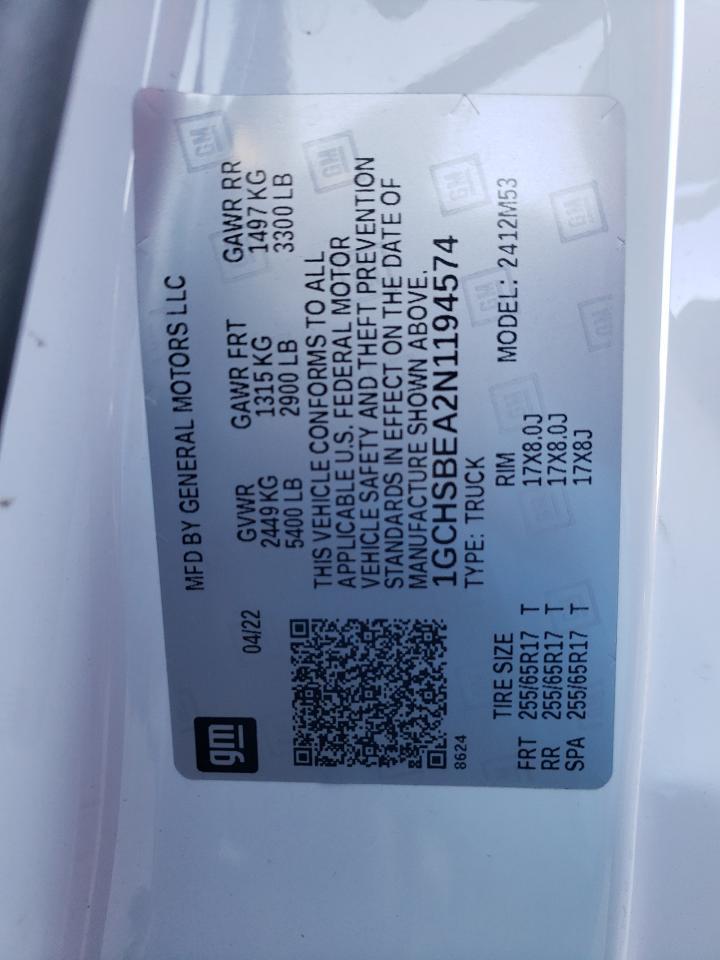 gm
MFD BY GENERAL MOTORS LLC
04/22
GVWR GAWR FRT GAWR RR
2449 KG 1315 KG 1497 KG
5400 LB 2900 LB 3300 LB
THIS VEHICLE CONFORMS TO ALL
APPLICABLE U.S. FEDERAL MOTOR
VEHICLE SAFETY AND THEFT PREVENTION
STANDARDS IN EFFECT ON THE DATE OF
MANUFACTURE SHOWN ABOVE.
1GCHSBEA2N1194574
8624
TYPE: TRUCK
TIRE SIZE RIM MODEL: 2412M53
FRT 255/65R17 T 17X8.0J
RR 255/65R17 T 17X8.0J
SPA 255/65R17 T 17X8J